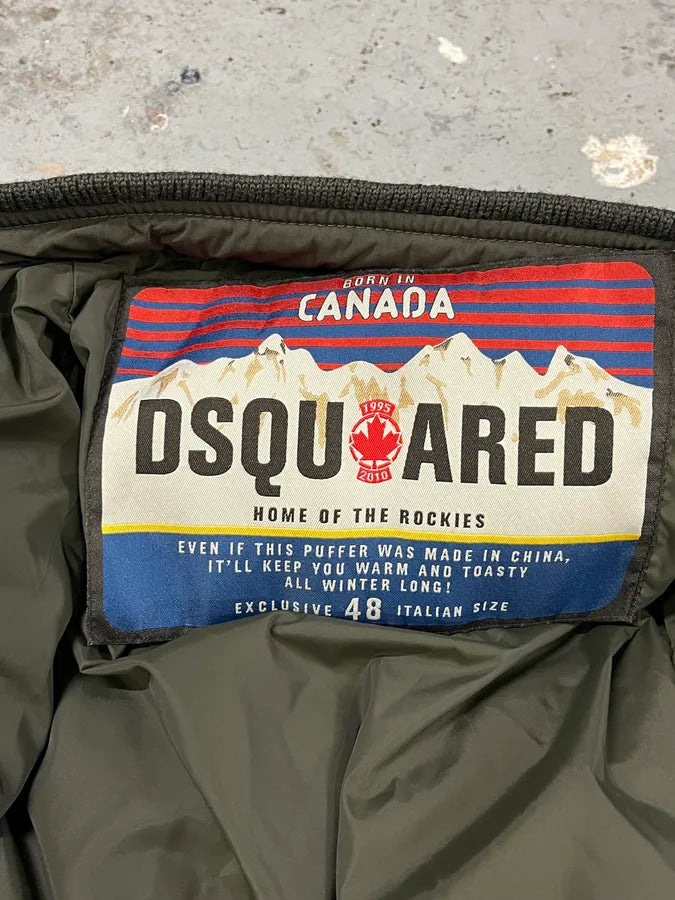 BORN IN
CANADA
1995
DSQUARED
2010
HOME OF THE ROCKIES
EVEN IF THIS PUFFER WAS MADE IN CHINA,
IT'LL KEEP YOU WARM AND TOASTY
ALL WINTER LONG!
EXCLUSIVE 48 ITALIAN SIZE